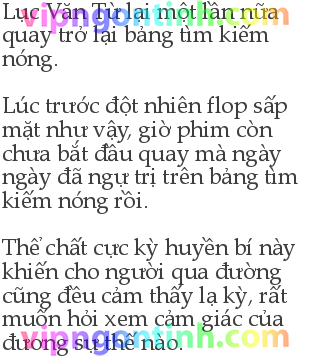 Lục Văn Từ lại một lần nữa
quay trở lại bảng tìm kiếm
nóng.
Lúc trước đột nhiên flop sấp
mặt như vậy, giờ phim còn
chưa bắt đầu quay mà ngày
ngày đã ngự trị trên bảng tìm
kiếm nóng rồi.
Thể chất cực kỳ huyền bí này
khiến cho người qua đường
cũng đều cảm thấy lạ kỳ, rất
muốn hỏi xem cảm giác của
đương sự thế nào.
vipngontinh.com
vipngontinh.com